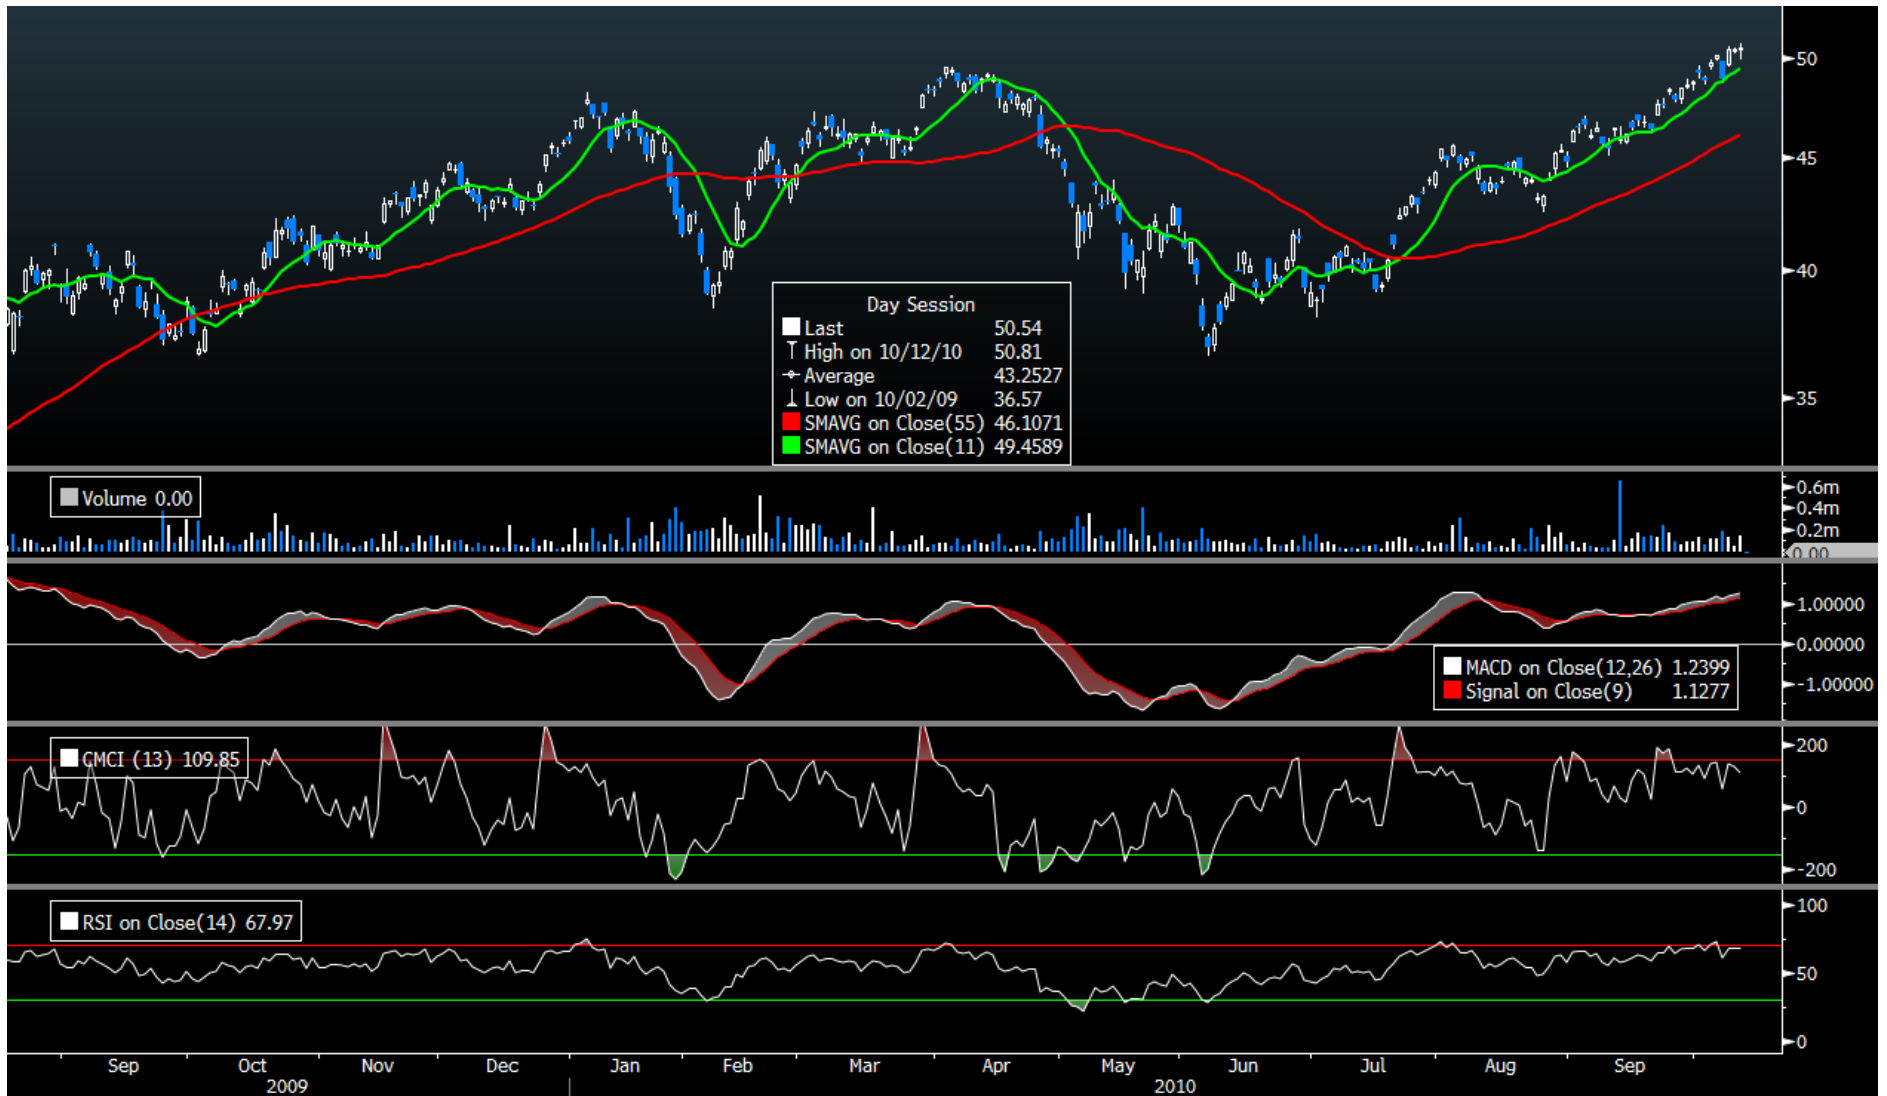 50
45
40
35
Day Session
Last 50.54
High on 10/12/10 50.81
Average 43.2527
Low on 10/02/09 36.57
SMAVG on Close(55) 46.1071
SMAVG on Close(11) 49.4589
Volume 0.00
0.6m
0.4m
0.2m
0.00
1.00000
0.00000
-1.00000
MACD on Close(12,26) 1.2399
Signal on Close(9) 1.1277
CMCI (13) 109.85
200
0
-200
RSI on Close(14) 67.97
100
50
0
Sep Oct Nov Dec Jan Feb Mar Apr May Jun Jul Aug Sep
2009 2010